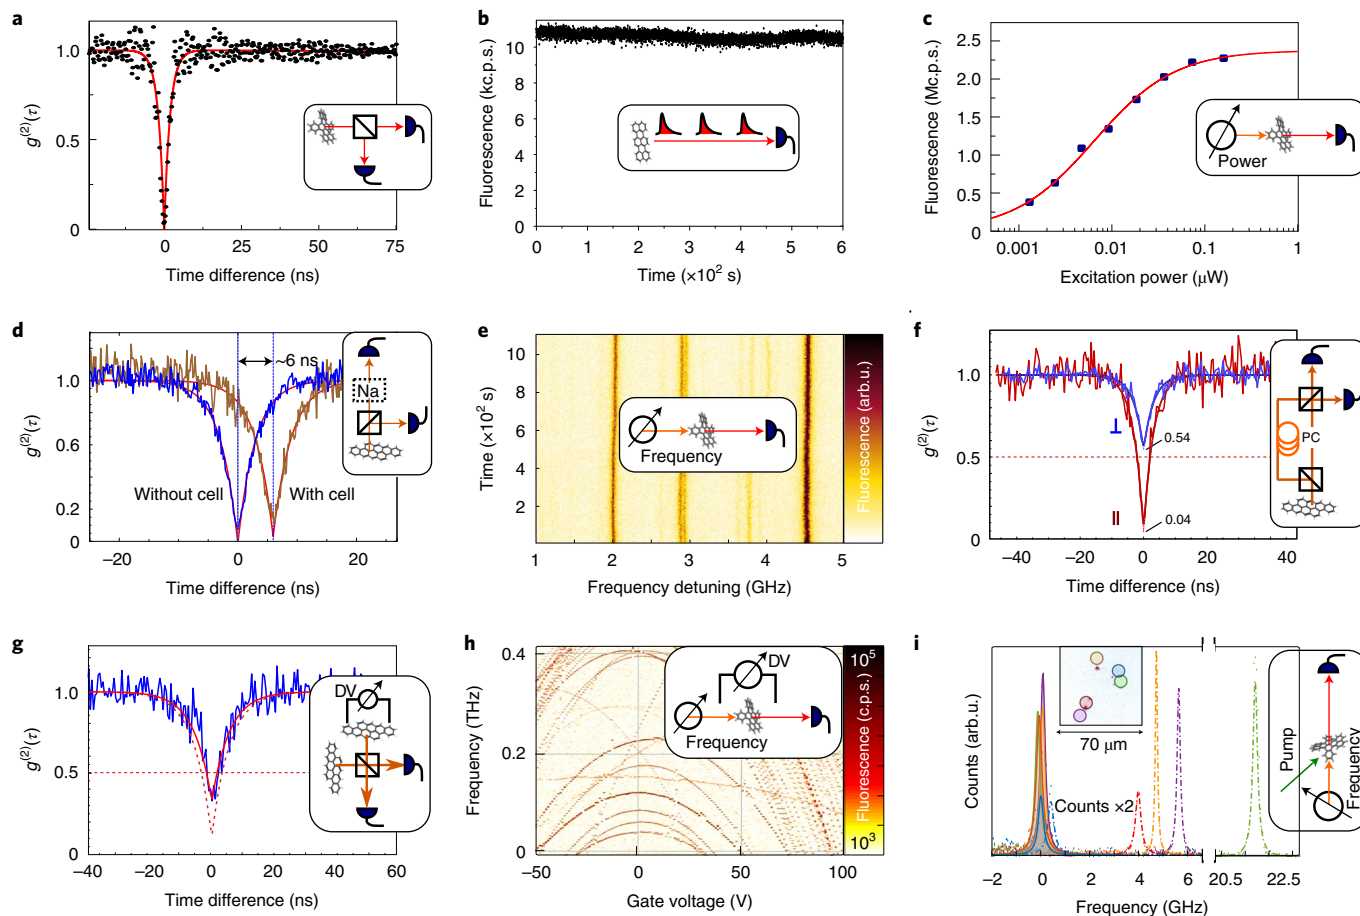 a
1.0
0.5
0
g(2)(τ)
0
25
50
75
Time difference (ns)
b
10
8
6
4
2
0
Fluorescence (kc.p.s.)
0
1
2
3
4
5
6
Time (×10² s)
c
2.5
2.0
1.5
1.0
0.5
0
Fluorescence (Mc.p.s.)
Power
0.001
0.01
0.1
1
Excitation power (μW)
d
1.0
0.6
0.2
0
g(2)(τ)
~6 ns
Na
Without cell
With cell
−20
0
20
Time difference (ns)
e
10
8
6
4
2
Time (×10² s)
Frequency
Fluorescence (arb.u.)
1
2
3
4
5
Frequency detuning (GHz)
f
1.0
0.5
0
g(2)(τ)
⊥
0.54
||
0.04
PC
−40
−20
0
20
40
Time difference (ns)
g
1.0
0.5
0
g(2)(τ)
DV
−40
−20
0
20
40
60
Time difference (ns)
h
0.4
0.2
0
Frequency (THz)
DV
Frequency
10⁵
Fluorescence (c.p.s.)
10³
−50
0
50
100
Gate voltage (V)
i
Counts (arb.u.)
70 μm
Counts ×2
Pump
Frequency
−2
0
2
4
6
20.5
22.5
Frequency (GHz)